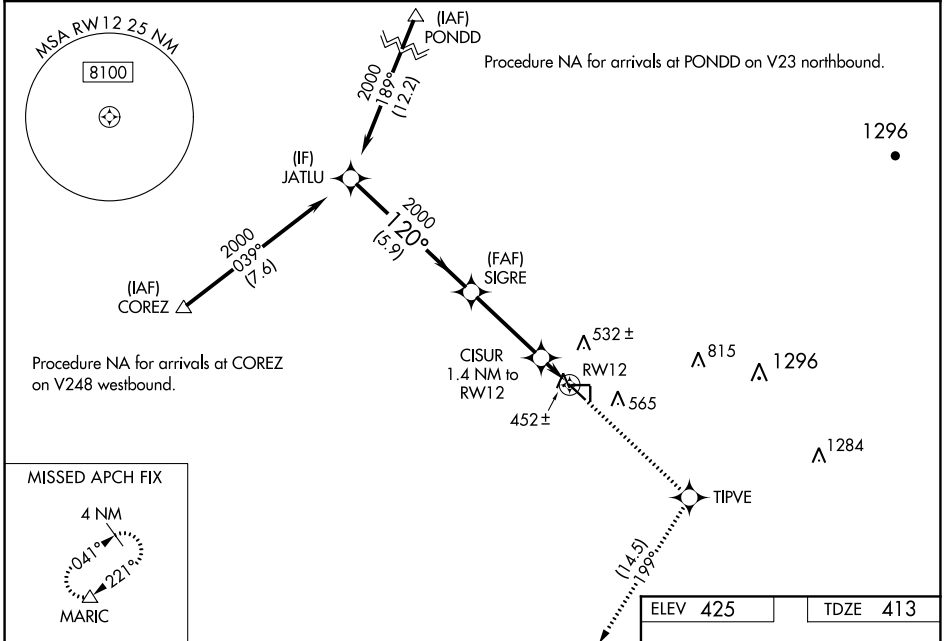 MSA RW12 25 NM
8100
(IAF)
PONDD
2000
189°
(12.2)
Procedure NA for arrivals at PONDD on V23 northbound.
1296
(IF)
JATLU
2000
120°
(5.9)
2000
039°
(7.6)
(IAF)
COREZ
(FAF)
SIGRE
Procedure NA for arrivals at COREZ
on V248 westbound.
CISUR
1.4 NM to
RW12
532 ±
RW12
815
1296
452 ±
565
1284
TIPVE
(14.5)
199°
MISSED APCH FIX
4 NM
041°
221°
MARIC
ELEV 425
TDZE 413